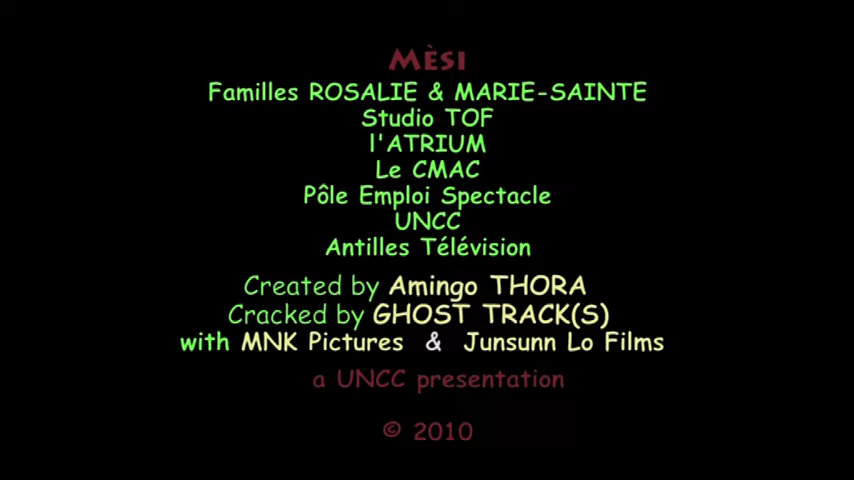 Mèsi
Familles ROSALIE & MARIE-SAINTE
Studio TOF
l'ATRIUM
Le CMAC
Pôle Emploi Spectacle
UNCC
Antilles Télévision
Created by Amingo THORA
Cracked by GHOST TRACK(S)
with MNK Pictures & Junsunn Lo Films
a UNCC presentation
© 2010